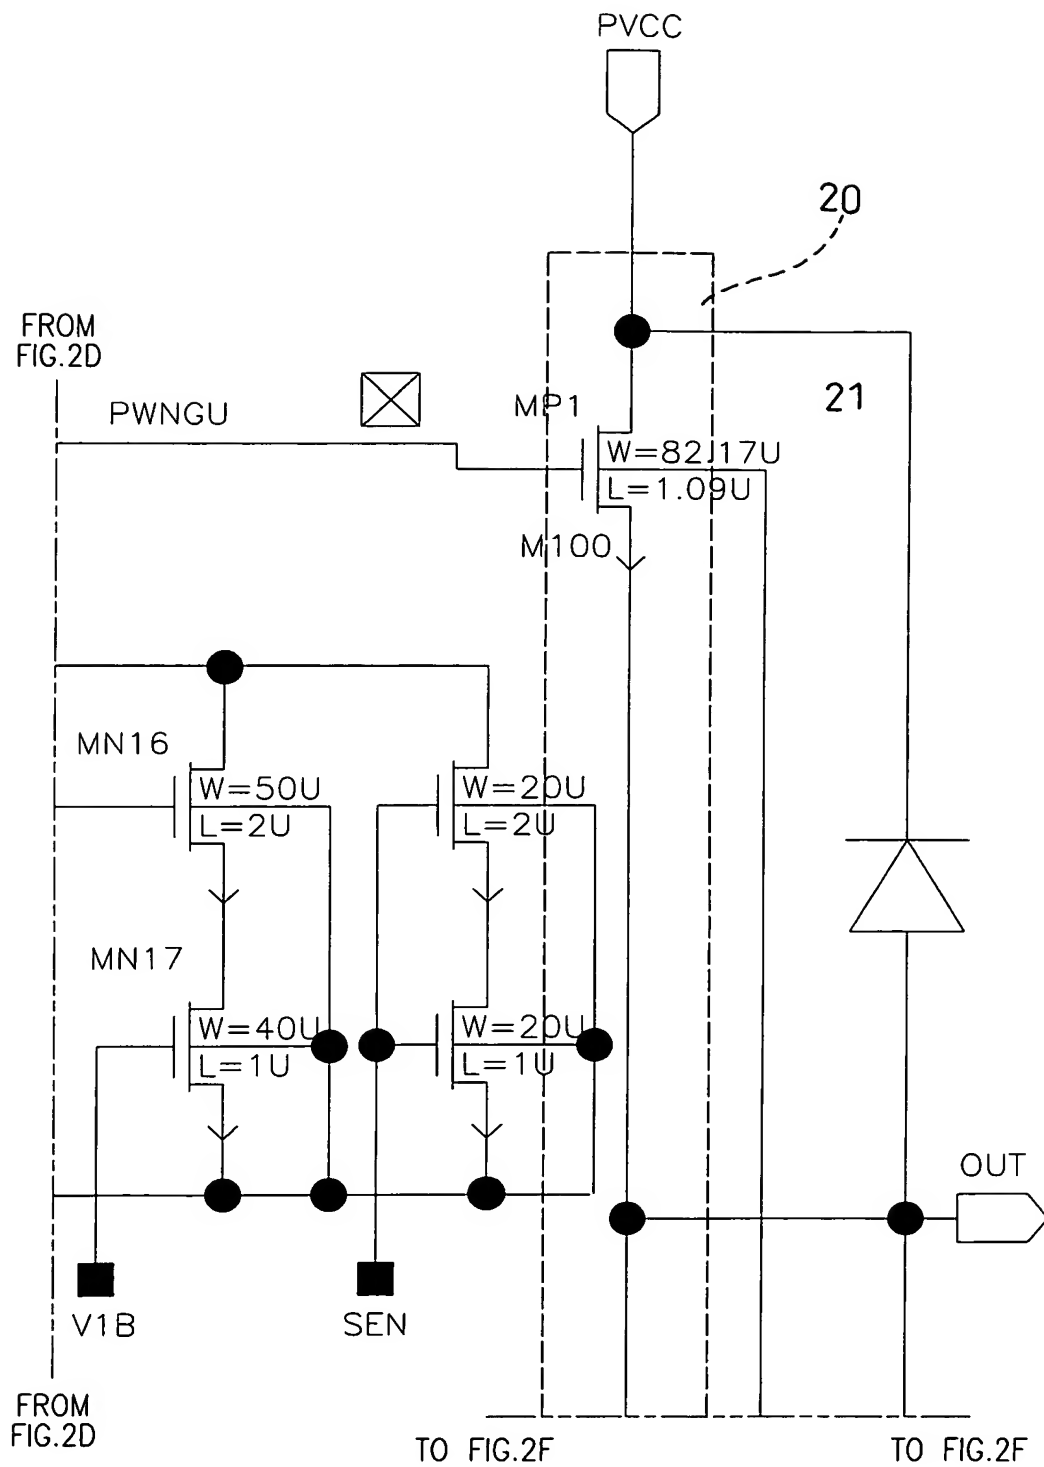 PVCC
20
FROM
FIG.2D
PWNGU
MP1
21
W=82.17U
L=1.09U
M100
MN16
W=50U
L=2U
W=20U
L=2U
MN17
W=40U
L=1U
W=20U
L=1U
OUT
V1B
SEN
FROM
FIG.2D
TO FIG.2F
TO FIG.2F